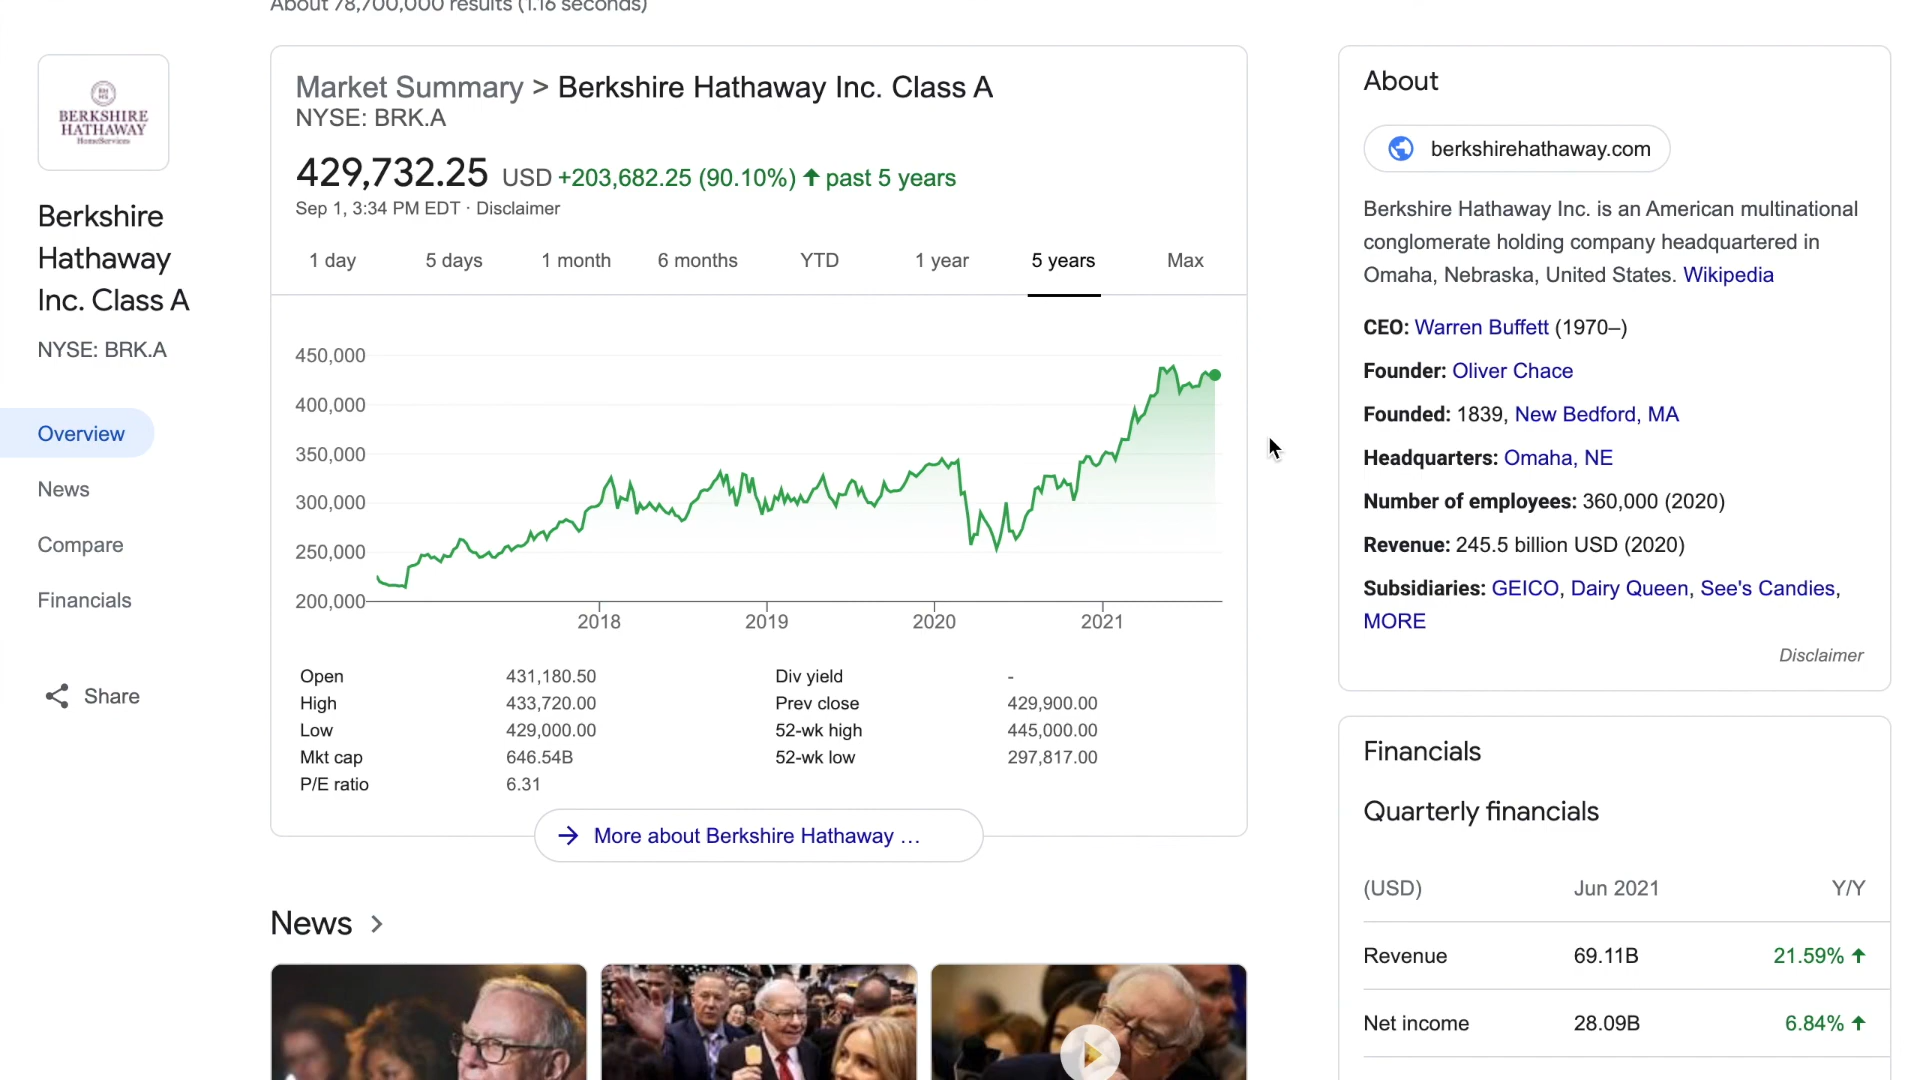 About 78,700,000 results (1.16 seconds)
BERKSHIRE
HATHAWAY
HomeServices
Berkshire
Hathaway
Inc. Class A
NYSE: BRK.A
Overview
News
Compare
Financials
Share
Market Summary > Berkshire Hathaway Inc. Class A
NYSE: BRK.A
429,732.25 USD +203,682.25 (90.10%) ↑ past 5 years
Sep 1, 3:34 PM EDT · Disclaimer
1 day 5 days 1 month 6 months YTD 1 year 5 years Max
450,000
400,000
350,000
300,000
250,000
200,000
2018 2019 2020 2021
Open 431,180.50 Div yield -
High 433,720.00 Prev close 429,900.00
Low 429,000.00 52-wk high 445,000.00
Mkt cap 646.54B 52-wk low 297,817.00
P/E ratio 6.31
→ More about Berkshire Hathaway …
News >
About
berkshirehathaway.com
Berkshire Hathaway Inc. is an American multinational
conglomerate holding company headquartered in
Omaha, Nebraska, United States. Wikipedia
CEO: Warren Buffett (1970–)
Founder: Oliver Chace
Founded: 1839, New Bedford, MA
Headquarters: Omaha, NE
Number of employees: 360,000 (2020)
Revenue: 245.5 billion USD (2020)
Subsidiaries: GEICO, Dairy Queen, See's Candies,
MORE
Disclaimer
Financials
Quarterly financials
(USD) Jun 2021 Y/Y
Revenue 69.11B 21.59% ↑
Net income 28.09B 6.84% ↑